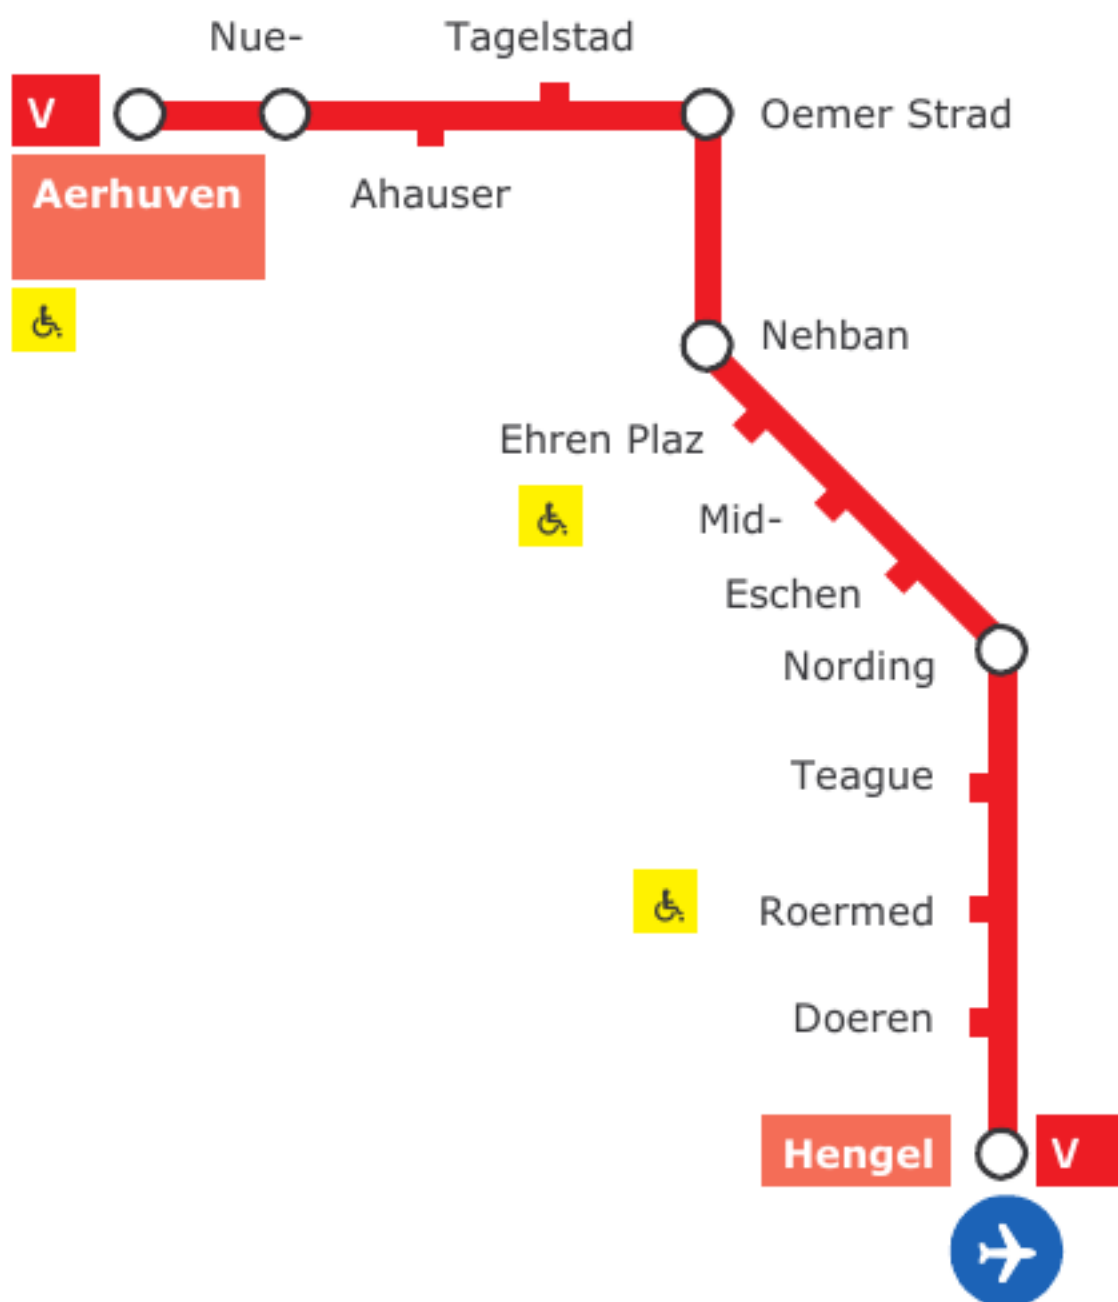 Nue-
Tagelstad
V
Oemer Strad
Aerhuven
Ahauser
Nehban
Ehren Plaz
Mid-
Eschen
Nording
Teague
Roermed
Doeren
Hengel
V